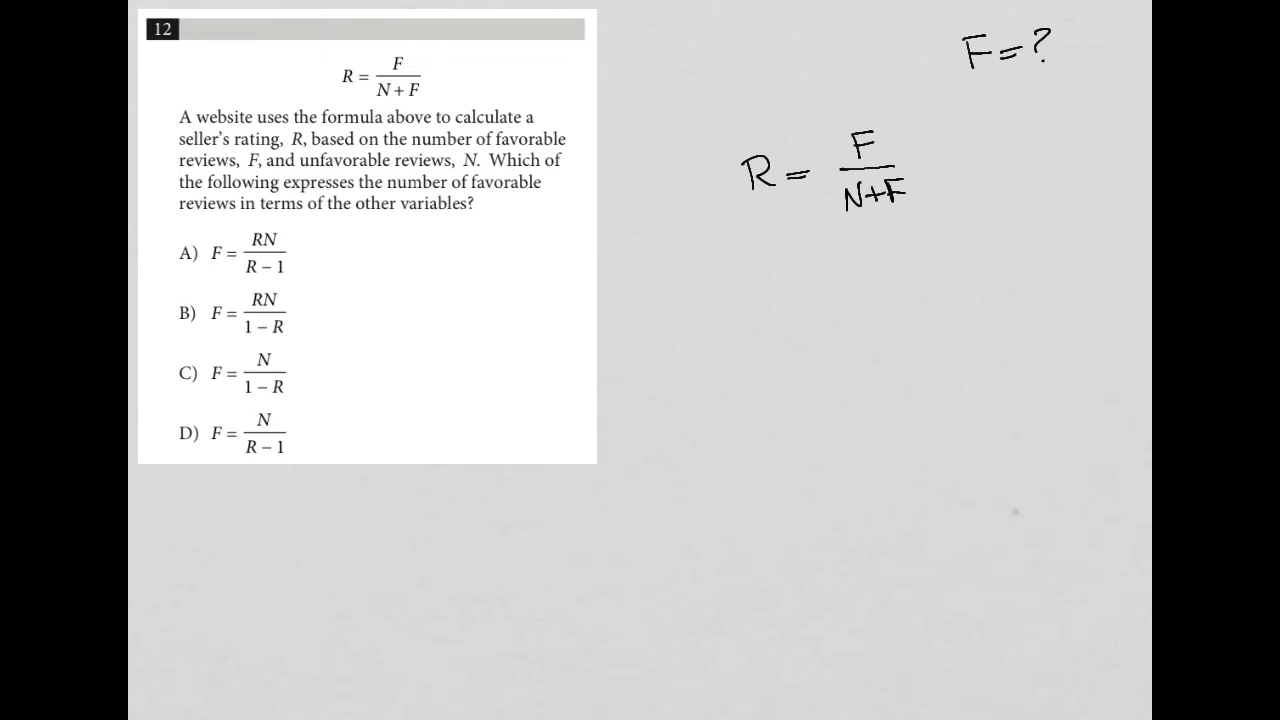 12
R = F / (N + F)
A website uses the formula above to calculate a
seller's rating, R, based on the number of favorable
reviews, F, and unfavorable reviews, N. Which of
the following expresses the number of favorable
reviews in terms of the other variables?
A) F = RN / (R − 1)
B) F = RN / (1 − R)
C) F = N / (1 − R)
D) F = N / (R − 1)
F = ?
R = F / (N+F)